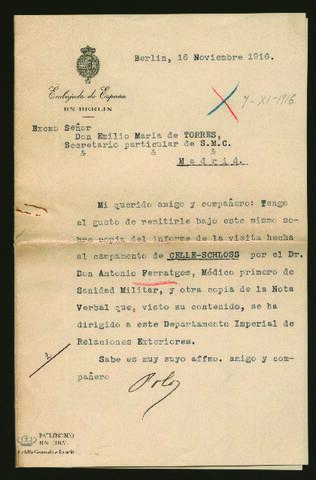 Berlin, 16 Noviembre 1916.
Embajada de España
EN BERLIN
7-XI-1916
Excmo Señor
Don Emilio María de TORRES,
Secretario particular de S.M.C.
& & &
Madrid.
Mi querido amigo y compañero: Tengo
el gusto de remitirle bajo este mismo so-
bre copia del informe de la visita hecha
al campamento de CELLE-SCHLOSS por el Dr.
Don Antonio Ferratges, Médico primero de
Sanidad Militar, y otra copia de la Nota
Verbal que, visto su contenido, se ha
dirigido a este Departamento Imperial de
Relaciones Exteriores.
Sabe es muy suyo affmo. amigo y com-
pañero
Polo
PATRIMONIO
NACIONAL